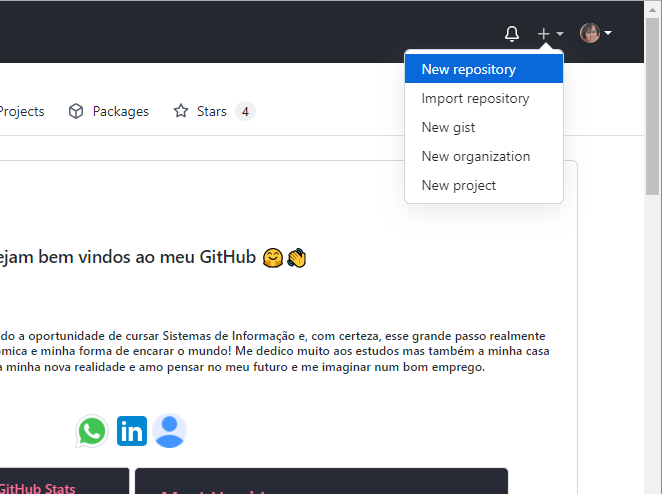 New repository
Import repository
New gist
New organization
New project
Projects Packages Stars 4
ejam bem vindos ao meu GitHub 🤗👏
do a oportunidade de cursar Sistemas de Informação e, com certeza, esse grande passo realmente
ômica e minha forma de encarar o mundo! Me dedico muito aos estudos mas também a minha casa
a minha nova realidade e amo pensar no meu futuro e me imaginar num bom emprego.
in
GitHub Stats